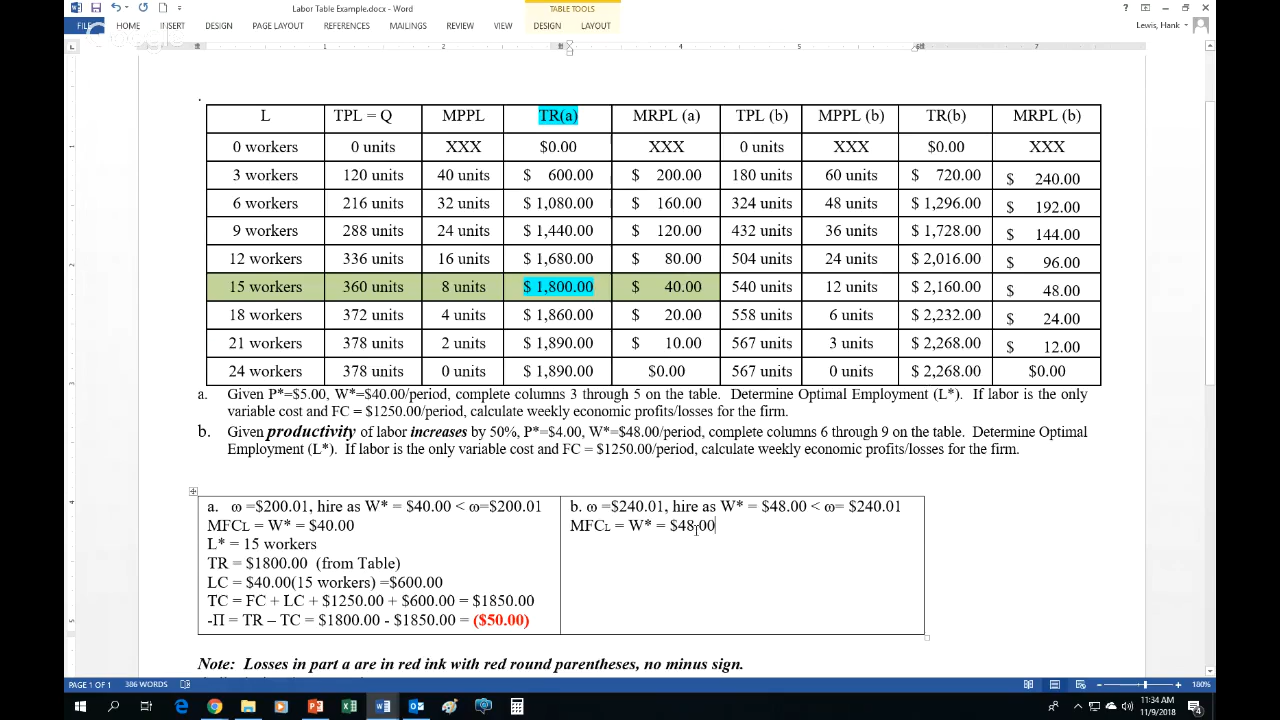 Labor Table Example.docx - Word
TABLE TOOLS
Lewis, Hank
FILE HOME INSERT DESIGN PAGE LAYOUT REFERENCES MAILINGS REVIEW VIEW DESIGN LAYOUT
Google
1 2 3 4 5 6 7
.
L TPL = Q MPPL TR(a) MRPL (a) TPL (b) MPPL (b) TR(b) MRPL (b)
0 workers 0 units XXX $0.00 XXX 0 units XXX $0.00 XXX
3 workers 120 units 40 units $ 600.00 $ 200.00 180 units 60 units $ 720.00 $ 240.00
6 workers 216 units 32 units $ 1,080.00 $ 160.00 324 units 48 units $ 1,296.00 $ 192.00
9 workers 288 units 24 units $ 1,440.00 $ 120.00 432 units 36 units $ 1,728.00 $ 144.00
12 workers 336 units 16 units $ 1,680.00 $ 80.00 504 units 24 units $ 2,016.00 $ 96.00
15 workers 360 units 8 units $ 1,800.00 $ 40.00 540 units 12 units $ 2,160.00 $ 48.00
18 workers 372 units 4 units $ 1,860.00 $ 20.00 558 units 6 units $ 2,232.00 $ 24.00
21 workers 378 units 2 units $ 1,890.00 $ 10.00 567 units 3 units $ 2,268.00 $ 12.00
24 workers 378 units 0 units $ 1,890.00 $0.00 567 units 0 units $ 2,268.00 $0.00
a. Given P*=$5.00, W*=$40.00/period, complete columns 3 through 5 on the table. Determine Optimal Employment (L*). If labor is the only
variable cost and FC = $1250.00/period, calculate weekly economic profits/losses for the firm.
b. Given productivity of labor increases by 50%, P*=$4.00, W*=$48.00/period, complete columns 6 through 9 on the table. Determine Optimal
Employment (L*). If labor is the only variable cost and FC = $1250.00/period, calculate weekly economic profits/losses for the firm.
a. ω =$200.01, hire as W* = $40.00 < ω=$200.01
MFCL = W* = $40.00
L* = 15 workers
TR = $1800.00 (from Table)
LC = $40.00(15 workers) =$600.00
TC = FC + LC + $1250.00 + $600.00 = $1850.00
-Π = TR – TC = $1800.00 - $1850.00 = ($50.00)
b. ω =$240.01, hire as W* = $48.00 < ω= $240.01
MFCL = W* = $48.00
Note: Losses in part a are in red ink with red round parentheses, no minus sign.
PAGE 1 OF 1 386 WORDS 180%
11:34 AM
11/9/2018